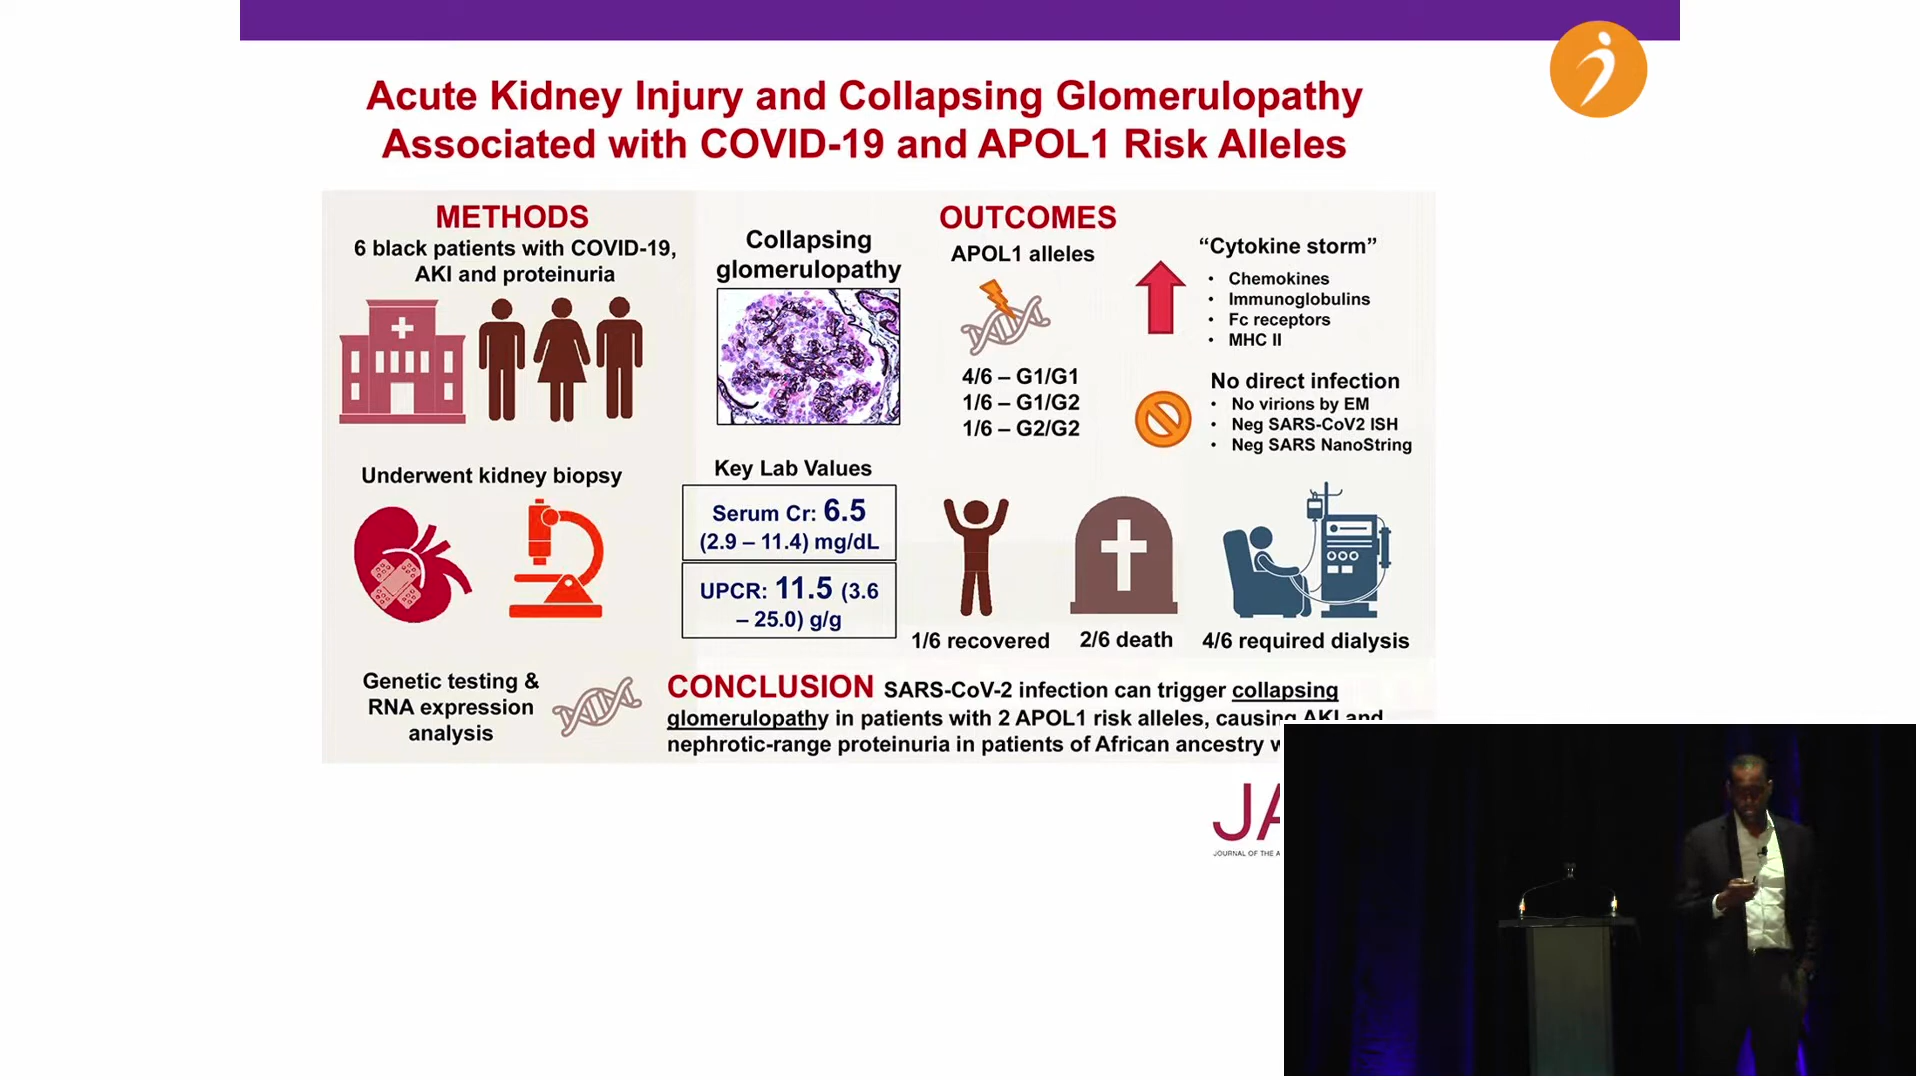 Acute Kidney Injury and Collapsing Glomerulopathy
Associated with COVID-19 and APOL1 Risk Alleles
METHODS
6 black patients with COVID-19,
AKI and proteinuria
Underwent kidney biopsy
Genetic testing &
RNA expression
analysis
Collapsing
glomerulopathy
Key Lab Values
Serum Cr: 6.5
(2.9 – 11.4) mg/dL
UPCR: 11.5 (3.6
– 25.0) g/g
OUTCOMES
APOL1 alleles
4/6 – G1/G1
1/6 – G1/G2
1/6 – G2/G2
“Cytokine storm”
• Chemokines
• Immunoglobulins
• Fc receptors
• MHC II
No direct infection
• No virions by EM
• Neg SARS-CoV2 ISH
• Neg SARS NanoString
1/6 recovered
2/6 death
4/6 required dialysis
CONCLUSION SARS-CoV-2 infection can trigger collapsing
glomerulopathy in patients with 2 APOL1 risk alleles, causing AKI and
nephrotic-range proteinuria in patients of African ancestry
JA
JOURNAL OF THE A